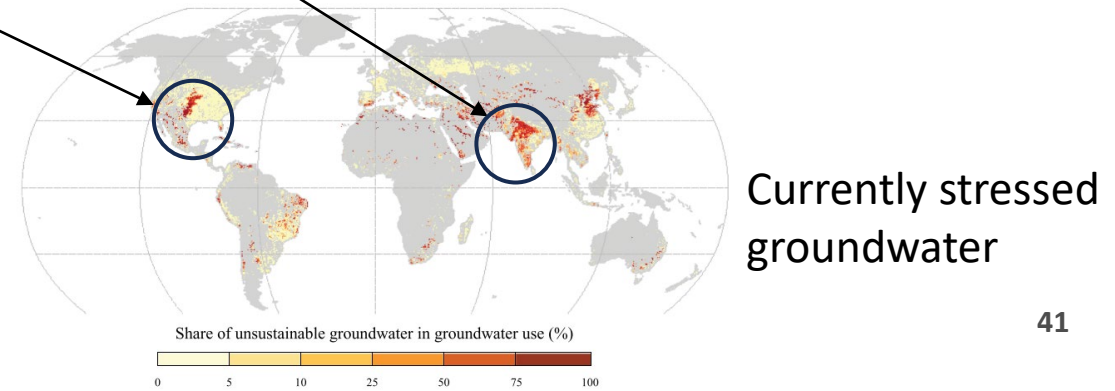 Currently stressed
groundwater
Share of unsustainable groundwater in groundwater use (%)
0 5 10 25 50 75 100
41